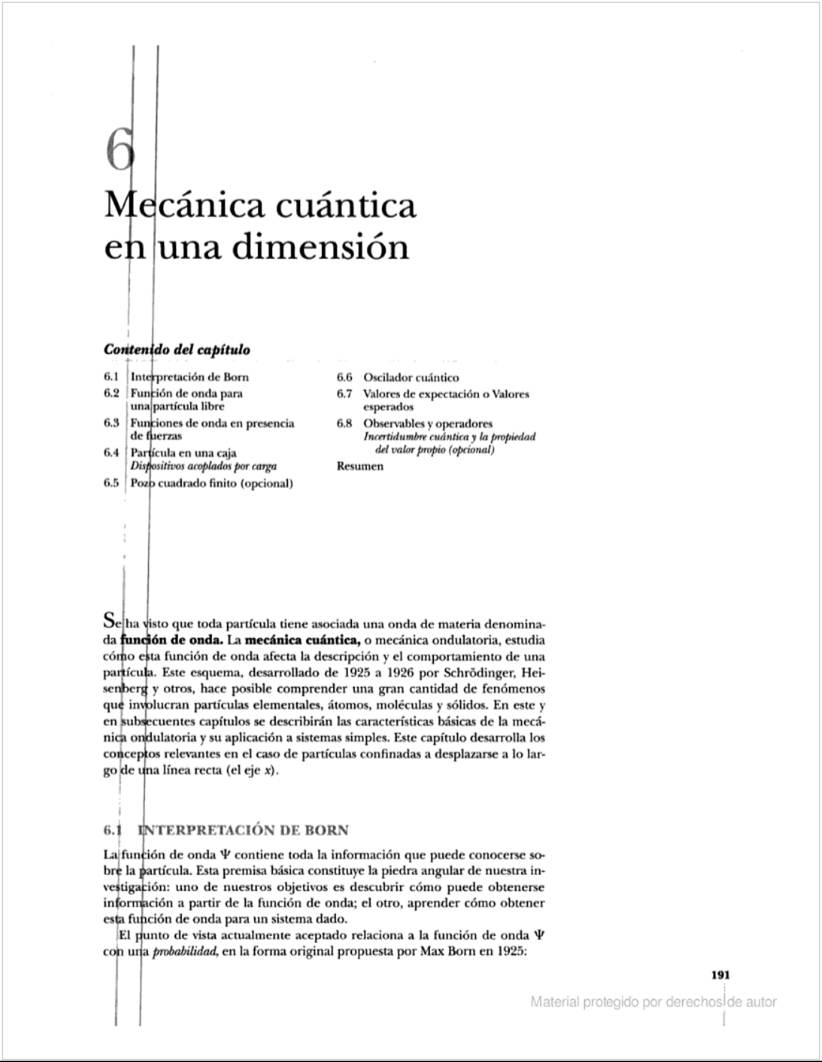 6
Mecánica cuántica
en una dimensión
Contenido del capítulo
6.1 Interpretación de Born
6.2 Función de onda para
una partícula libre
6.3 Funciones de onda en presencia
de fuerzas
6.4 Partícula en una caja
Dispositivos acoplados por carga
6.5 Pozo cuadrado finito (opcional)
6.6 Oscilador cuántico
6.7 Valores de expectación o Valores
esperados
6.8 Observables y operadores
Incertidumbre cuántica y la propiedad
del valor propio (opcional)
Resumen
Se ha visto que toda partícula tiene asociada una onda de materia denomina-
da función de onda. La mecánica cuántica, o mecánica ondulatoria, estudia
cómo esta función de onda afecta la descripción y el comportamiento de una
partícula. Este esquema, desarrollado de 1925 a 1926 por Schrödinger, Hei-
senberg y otros, hace posible comprender una gran cantidad de fenómenos
que involucran partículas elementales, átomos, moléculas y sólidos. En este y
en subsecuentes capítulos se describirán las características básicas de la mecá-
nica ondulatoria y su aplicación a sistemas simples. Este capítulo desarrolla los
conceptos relevantes en el caso de partículas confinadas a desplazarse a lo lar-
go de una línea recta (el eje x).
6.1 INTERPRETACIÓN DE BORN
La función de onda Ψ contiene toda la información que puede conocerse so-
bre la partícula. Esta premisa básica constituye la piedra angular de nuestra in-
vestigación: uno de nuestros objetivos es descubrir cómo puede obtenerse
información a partir de la función de onda; el otro, aprender cómo obtener
esta función de onda para un sistema dado.
El punto de vista actualmente aceptado relaciona a la función de onda Ψ
con una probabilidad, en la forma original propuesta por Max Born en 1925:
191
Material protegido por derechos de autor